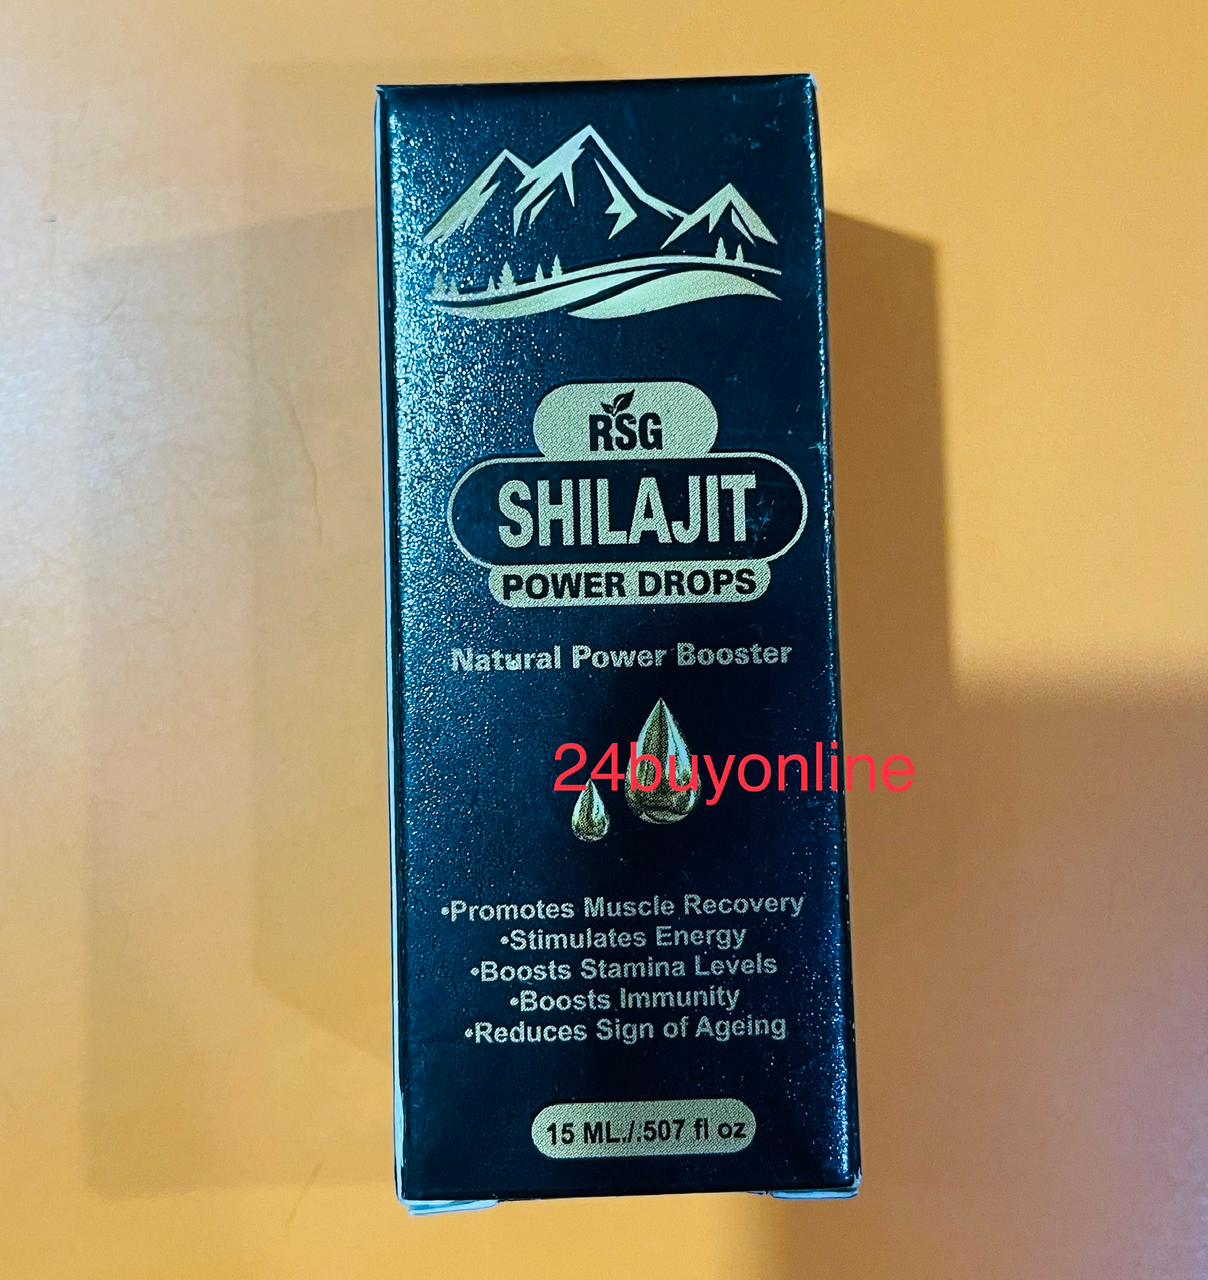 RSG
SHILAJIT
POWER DROPS
Natural Power Booster
24buyonline
•Promotes Muscle Recovery
•Stimulates Energy
•Boosts Stamina Levels
•Boosts Immunity
•Reduces Sign of Ageing
15 ML./.507 fl oz